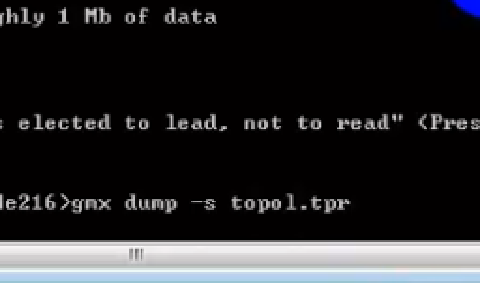 ghly 1 Mb of data
elected to lead, not to read" (Pres
de216>gmx dump -s topol.tpr